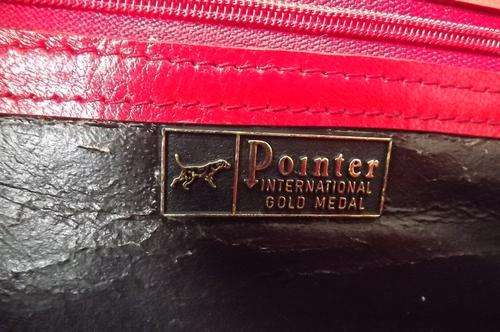 Pointer
INTERNATIONAL
GOLD MEDAL